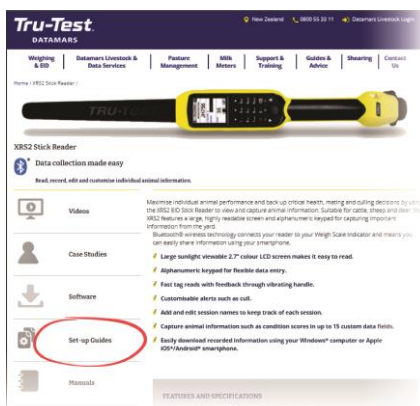 Tru-Test
DATAMARS
New Zealand 0800 55 33 11 Datamars Livestock Login
Weighing & EID
Datamars Livestock & Data Services
Pasture Management
Milk Meters
Support & Training
Guides & Advice
Shearing
Contact Us
Home / XRS2 Stick Reader /
TRU-TEST
XRS2 Stick Reader
Data collection made easy
Read, record, edit and customise individual animal information.
Videos
Case Studies
Software
Set-up Guides
Manuals
Maximise individual animal performance and back up critical health, mating and culling decisions by
the XRS2 EID Stick Reader to view and capture animal information. Suitable for cattle, sheep and deer,
XRS2 features a large, highly readable screen and alphanumeric keypad for capturing important
information from the yard.
Bluetooth® wireless technology connects your reader to your Weigh Scale Indicator and means you
can easily share information using your smartphone.
Large sunlight viewable 2.7" colour LCD screen makes it easy to read.
Alphanumeric keypad for flexible data entry.
Fast tag reads with feedback through vibrating handle.
Customisable alerts such as cull.
Add and edit session names to keep track of each session.
Capture animal information such as condition scores in up to 15 custom data fields.
Easily download recorded information using your Windows® computer or Apple
iOS®/Android® smartphone.
FEATURES AND SPECIFICATIONS